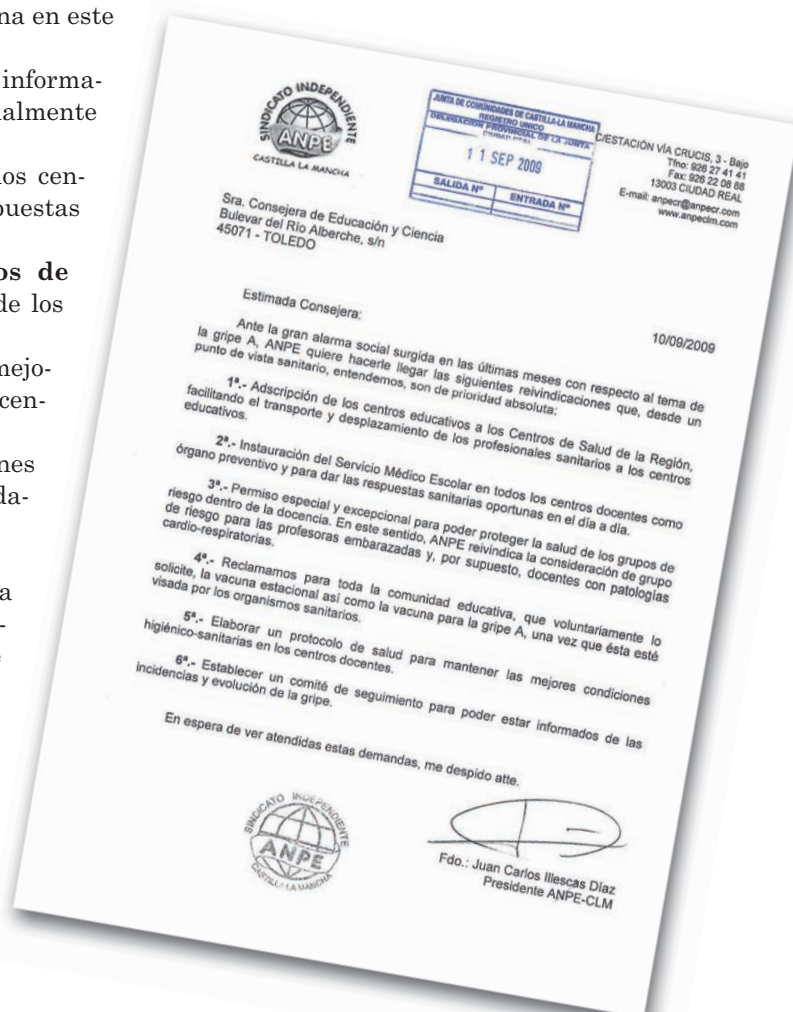 na en este
informa-
nalmente
os cen-
puestas
os de
de los
mejo-
cen-
nes
da-
a
-
SINDICATO INDEPENDIENTE
ANPE
CASTILLA LA MANCHA
JUNTA DE COMUNIDADES DE CASTILLA-LA MANCHA
REGISTRO UNICO
DELEGACIÓN PROVINCIAL DE LA JUNTA
CIUDAD REAL
11 SEP 2009
SALIDA Nº
ENTRADA Nº
C/ESTACIÓN VÍA CRUCIS, 3 - Bajo
Tfno: 926 27 41 41
Fax: 926 22 08 88
13003 CIUDAD REAL
E-mail: anpecr@anpecr.com
www.anpeclm.com
Sra. Consejera de Educación y Ciencia
Bulevar del Río Alberche, s/n
45071 - TOLEDO
Estimada Consejera:
10/09/2009
Ante la gran alarma social surgida en las últimas meses con respecto al tema de
la gripe A, ANPE quiere hacerle llegar las siguientes reivindicaciones que, desde un
punto de vista sanitario, entendemos, son de prioridad absoluta:
1ª.- Adscripción de los centros educativos a los Centros de Salud de la Región,
facilitando el transporte y desplazamiento de los profesionales sanitarios a los centros
educativos.
2ª.- Instauración del Servicio Médico Escolar en todos los centros docentes como
órgano preventivo y para dar las respuestas sanitarias oportunas en el día a día.
3ª.- Permiso especial y excepcional para poder proteger la salud de los grupos de
riesgo dentro de la docencia. En este sentido, ANPE reivindica la consideración de grupo
de riesgo para las profesoras embarazadas y, por supuesto, docentes con patologías
cardio-respiratorias.
4ª.- Reclamamos para toda la comunidad educativa, que voluntariamente lo
solicite, la vacuna estacional así como la vacuna para la gripe A, una vez que ésta esté
visada por los organismos sanitarios.
5ª.- Elaborar un protocolo de salud para mantener las mejores condiciones
higiénico-sanitarias en los centros docentes.
6ª.- Establecer un comité de seguimiento para poder estar informados de las
incidencias y evolución de la gripe.
En espera de ver atendidas estas demandas, me despido atte.
SINDICATO INDEPENDIENTE
ANPE
CASTILLA LA MANCHA
Fdo.: Juan Carlos Illescas Díaz
Presidente ANPE-CLM